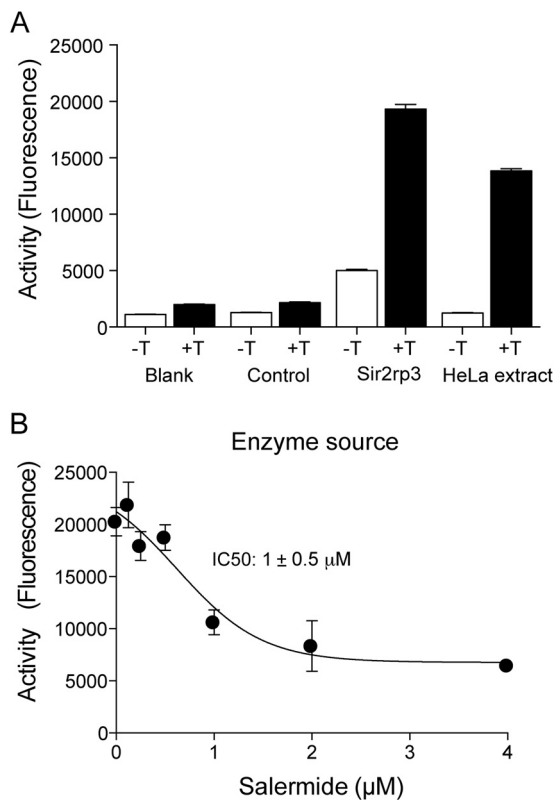 A
Activity (Fluorescence)
25000
20000
15000
10000
5000
0
-T +T -T +T -T +T -T +T
Blank Control Sir2rp3 HeLa extract
B
Enzyme source
Activity (Fluorescence)
25000
20000
15000
10000
5000
0
IC50: 1 ± 0.5 µM
0 1 2 3 4
Salermide (µM)